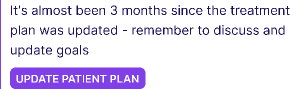 It's almost been 3 months since the treatment
plan was updated - remember to discuss and
update goals
UPDATE PATIENT PLAN